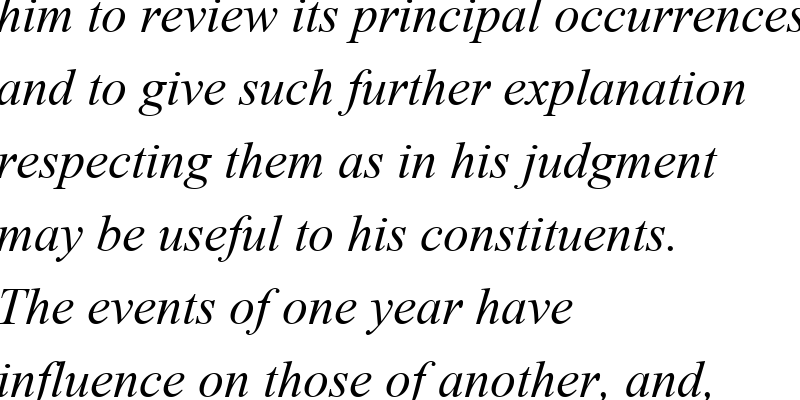 him to review its principal occurrences
and to give such further explanation
respecting them as in his judgment
may be useful to his constituents.
The events of one year have
influence on those of another, and,